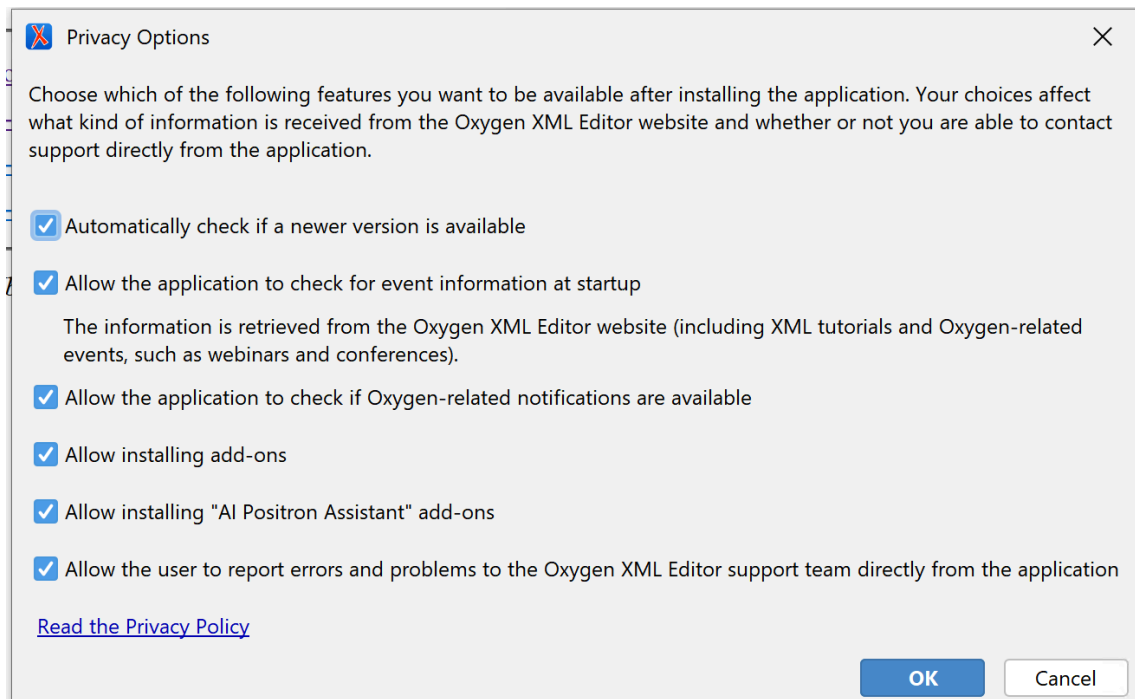 Privacy Options
Choose which of the following features you want to be available after installing the application. Your choices affect
what kind of information is received from the Oxygen XML Editor website and whether or not you are able to contact
support directly from the application.
Automatically check if a newer version is available
Allow the application to check for event information at startup
The information is retrieved from the Oxygen XML Editor website (including XML tutorials and Oxygen-related
events, such as webinars and conferences).
Allow the application to check if Oxygen-related notifications are available
Allow installing add-ons
Allow installing "AI Positron Assistant" add-ons
Allow the user to report errors and problems to the Oxygen XML Editor support team directly from the application
Read the Privacy Policy
OK Cancel